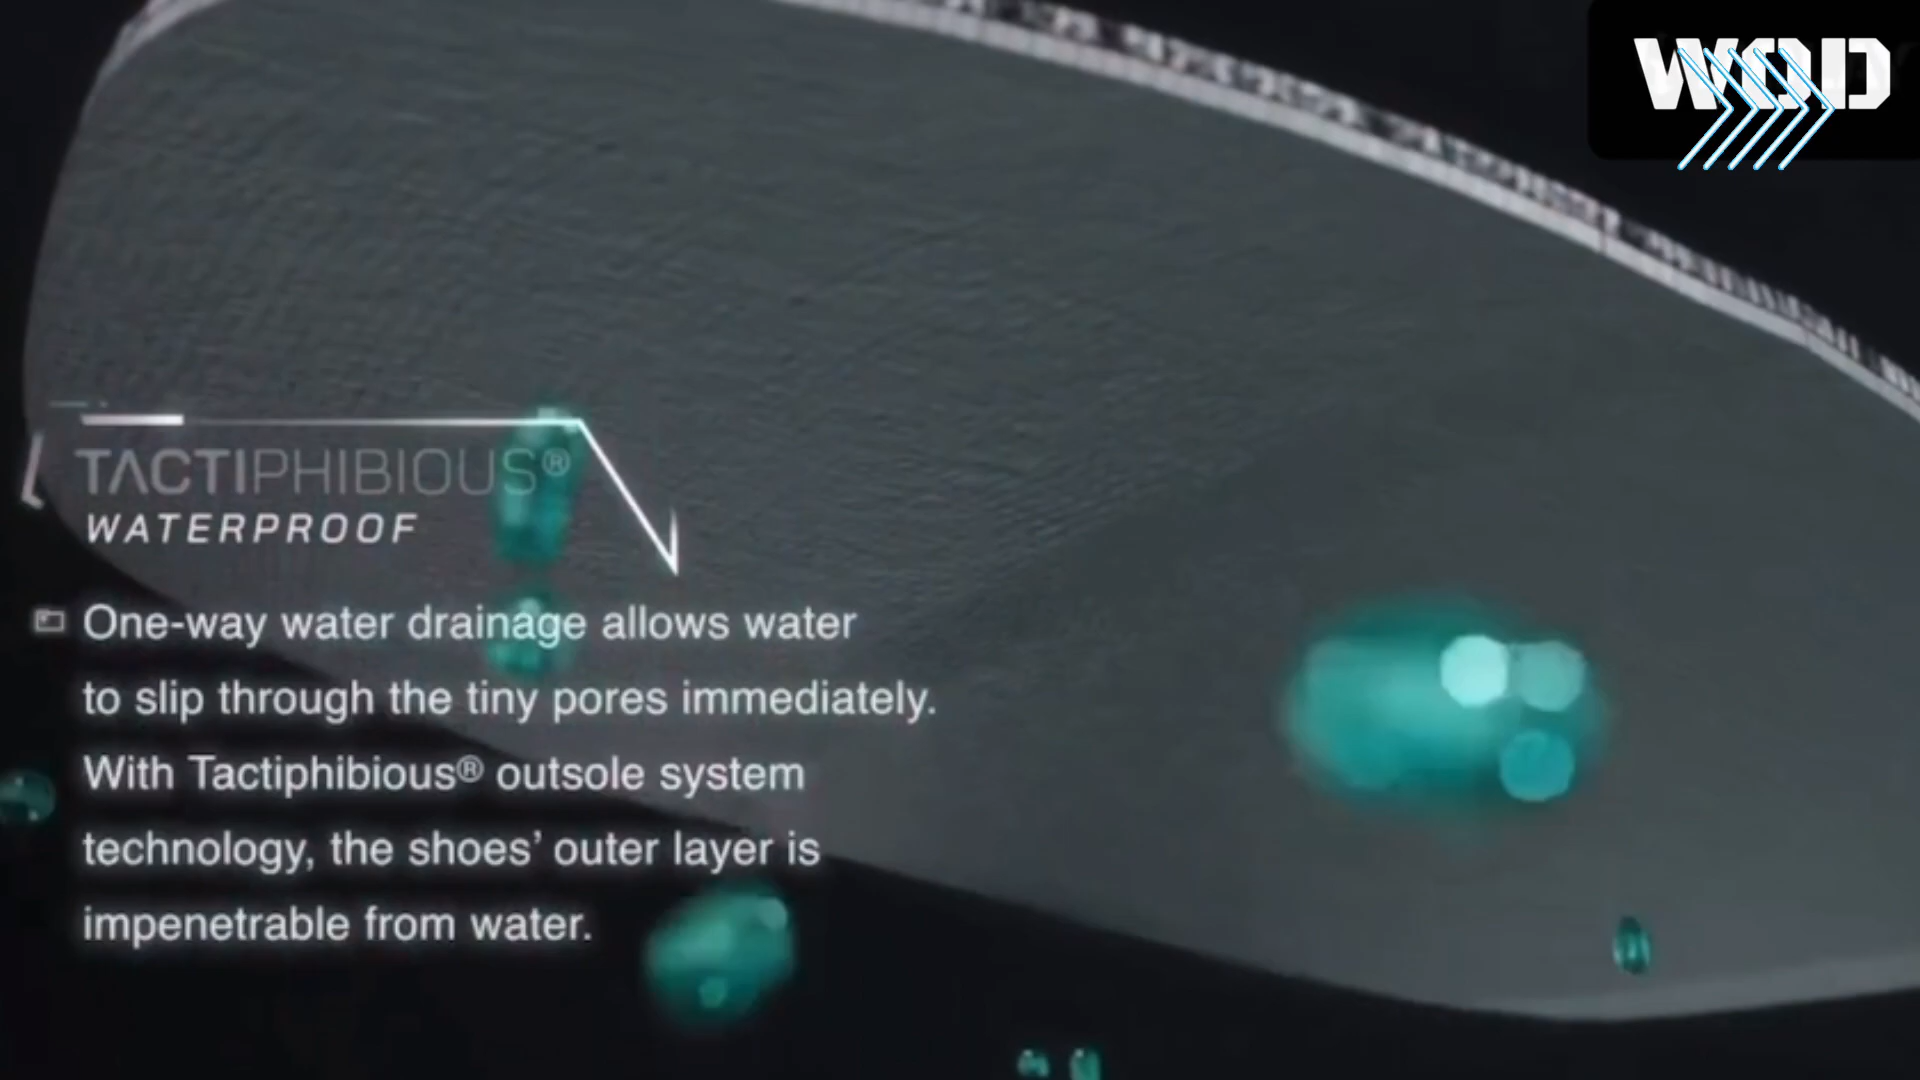 WOD
TACTIPHIBIOUS®
WATERPROOF
One-way water drainage allows water
to slip through the tiny pores immediately.
With Tactiphibious® outsole system
technology, the shoes’ outer layer is
impenetrable from water.